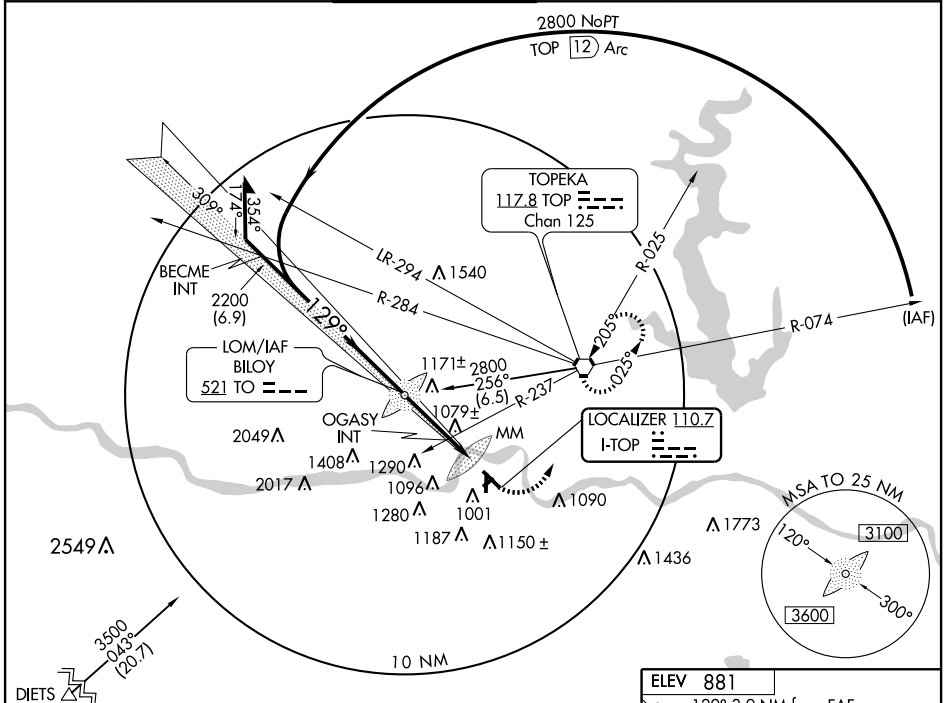 2800 NoPT
TOP 12 Arc
TOPEKA
117.8 TOP
Chan 125
309°
174°
354°
LR-294
1540
R-025
BECME
INT
2200
(6.9)
R-284
129°
R-074
(IAF)
205°
025°
LOM/IAF
BILOY
521 TO
1171±
2800
256°
(6.5)
R-237
1079±
OGASY
INT
MM
LOCALIZER 110.7
I-TOP
2049
1408
1290
2017
1096
1280
1001
1090
1187
1150 ±
1773
1436
2549
MSA TO 25 NM
120°
3100
3600
300°
3500
043°
(20.7)
DIETS
10 NM
ELEV 881